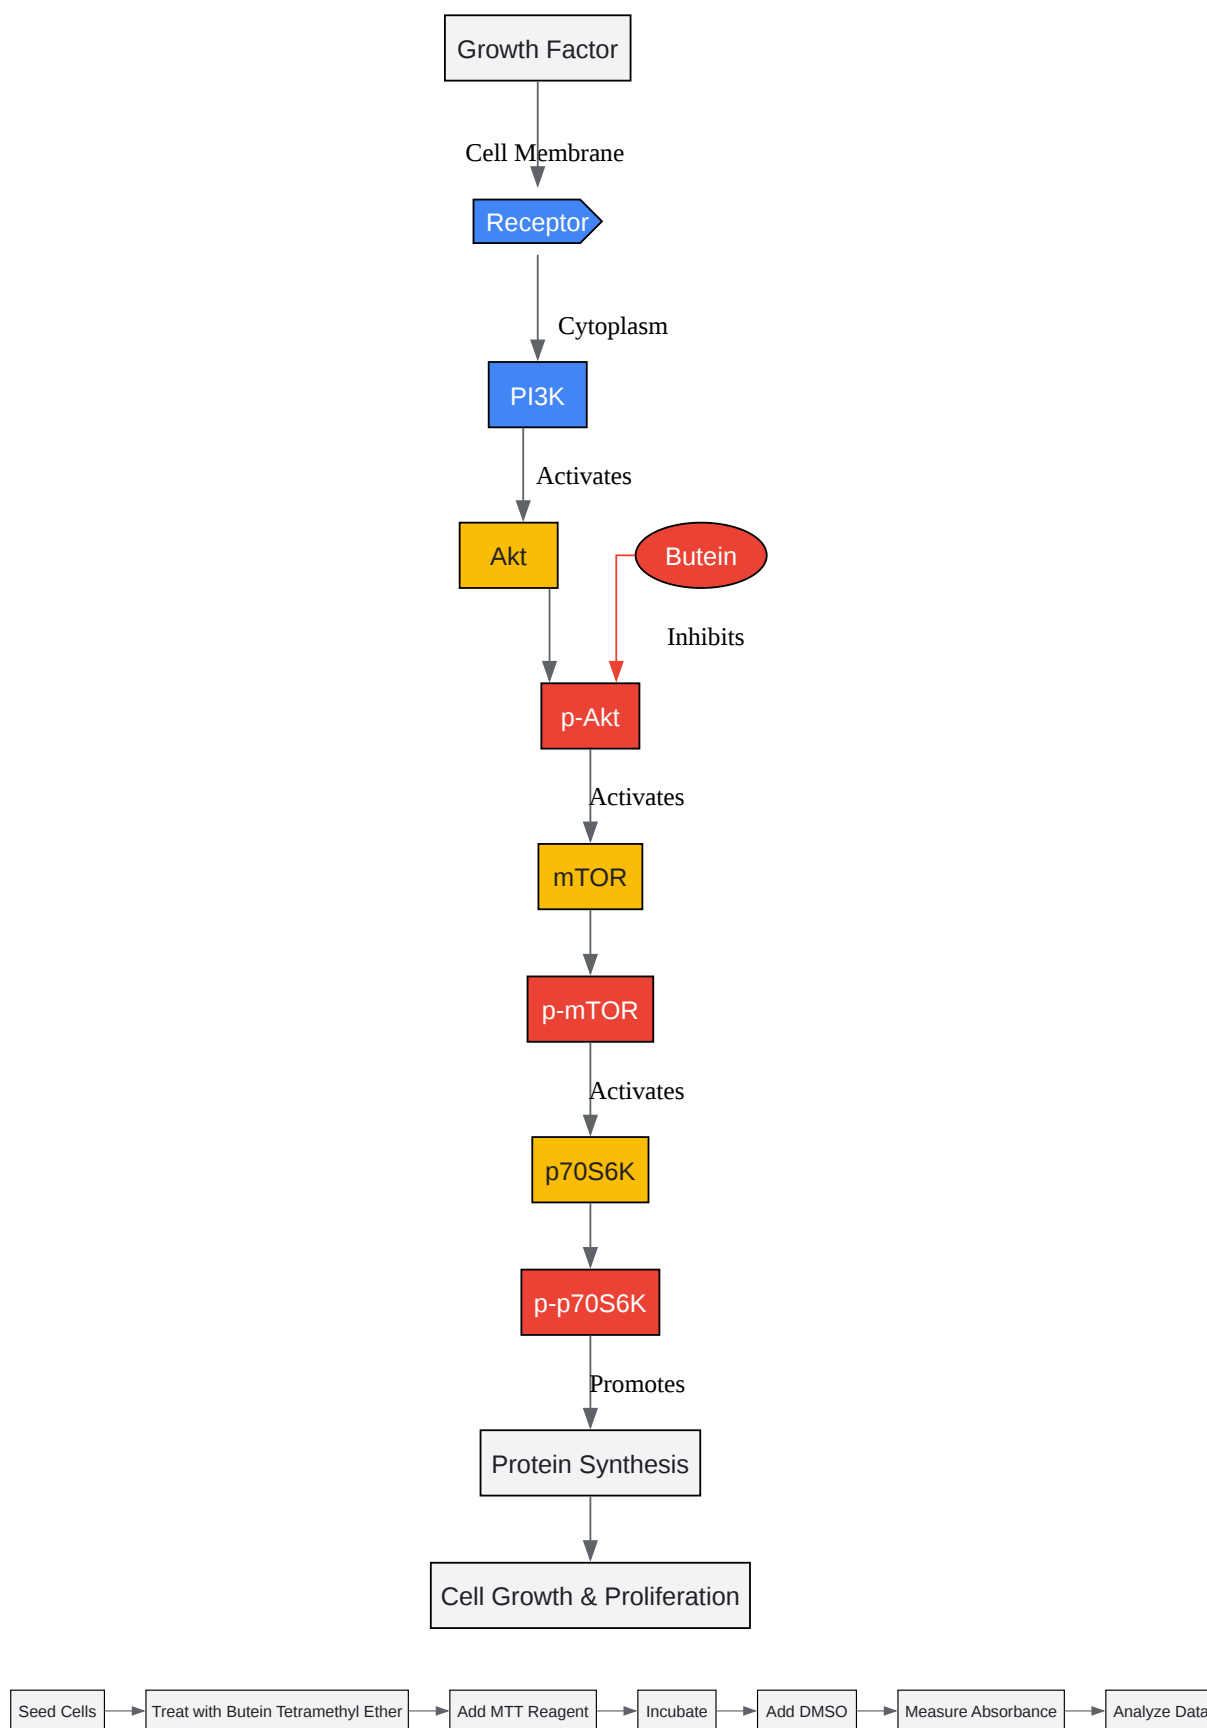 Growth Factor
Cell Membrane
Receptor
Cytoplasm
PI3K
Activates
Akt
Butein
Inhibits
p-Akt
Activates
mTOR
p-mTOR
Activates
p70S6K
p-p70S6K
Promotes
Protein Synthesis
Cell Growth & Proliferation
Seed Cells
Treat with Butein Tetramethyl Ether
Add MTT Reagent
Incubate
Add DMSO
Measure Absorbance
Analyze Data